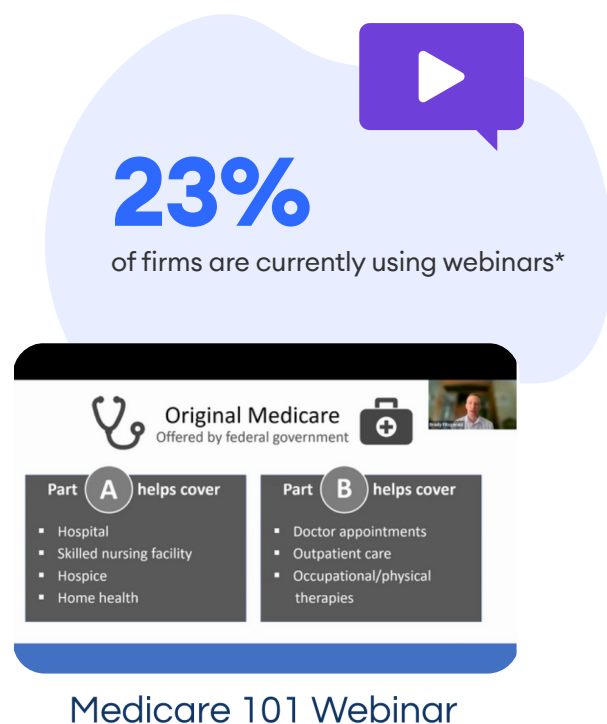 23%
of firms are currently using webinars*
Original Medicare
Offered by federal government
Part A helps cover
▪ Hospital
▪ Skilled nursing facility
▪ Hospice
▪ Home health
Part B helps cover
▪ Doctor appointments
▪ Outpatient care
▪ Occupational/physical
therapies
Medicare 101 Webinar